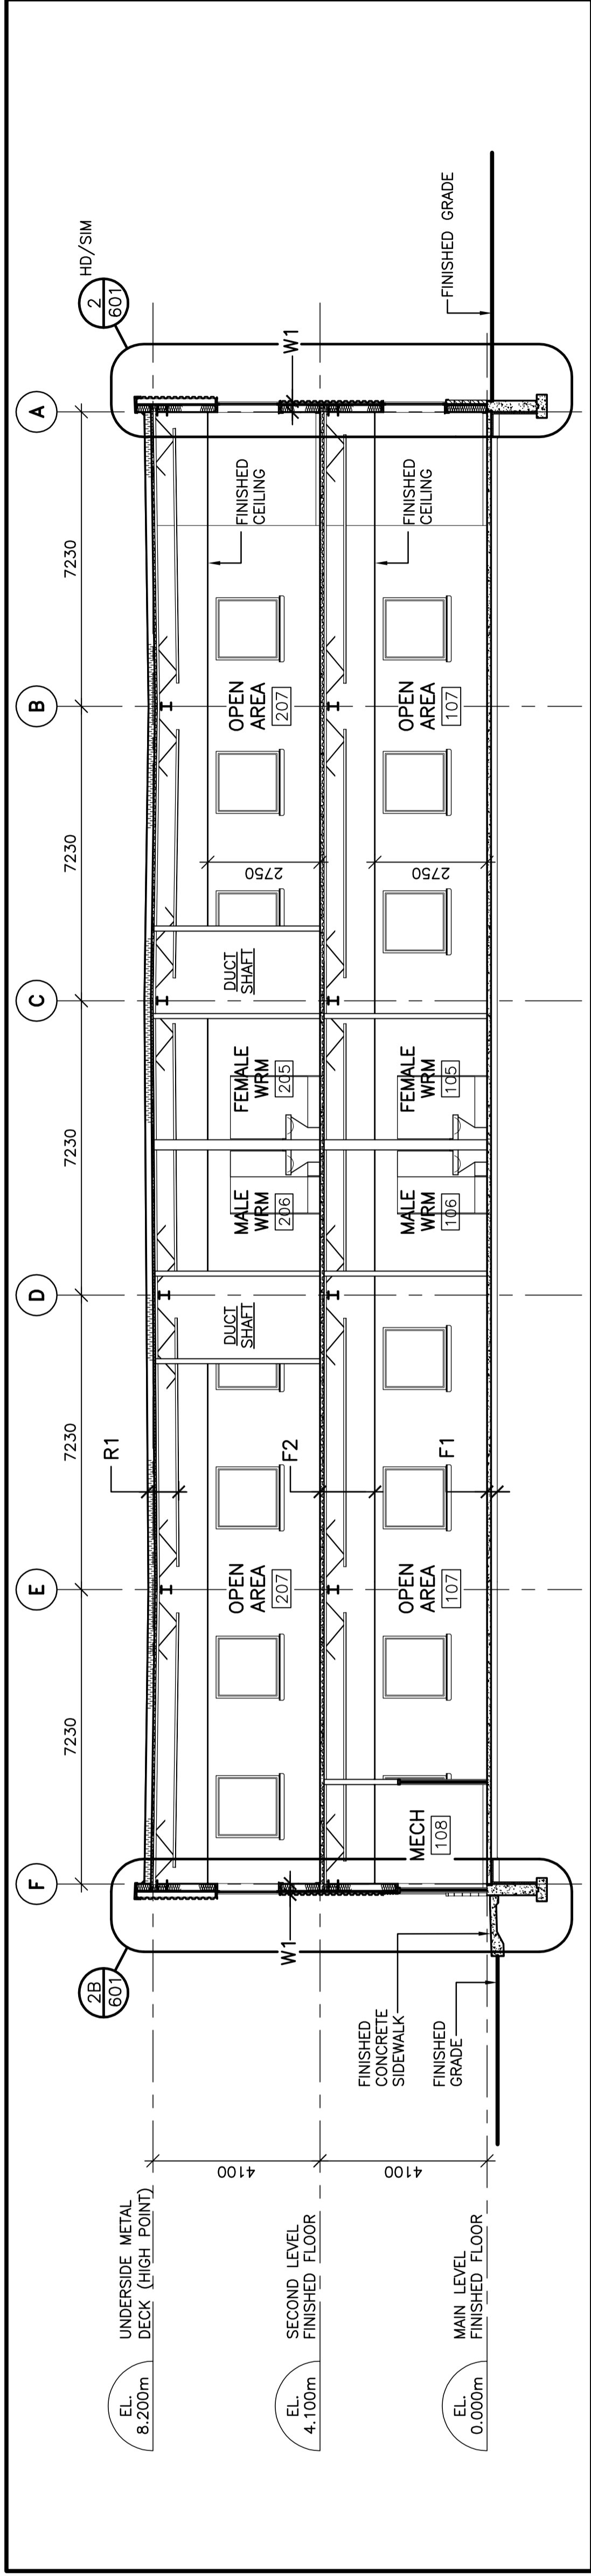 F
E
D
C
B
A
7230
7230
7230
7230
7230
2
601
HD/SIM
2B
601
R1
EL.
8.200m
UNDERSIDE METAL
DECK (HIGH POINT)
4100
W1
OPEN
AREA
207
F2
DUCT
SHAFT
MALE
WRM
206
FEMALE
WRM
205
DUCT
SHAFT
2750
OPEN
AREA
207
FINISHED
CEILING
W1
EL.
4.100m
SECOND LEVEL
FINISHED FLOOR
4100
FINISHED
CONCRETE
SIDEWALK
FINISHED
GRADE
MECH
108
OPEN
AREA
107
F1
MALE
WRM
106
FEMALE
WRM
105
2750
OPEN
AREA
107
FINISHED
CEILING
FINISHED GRADE
EL.
0.000m
MAIN LEVEL
FINISHED FLOOR